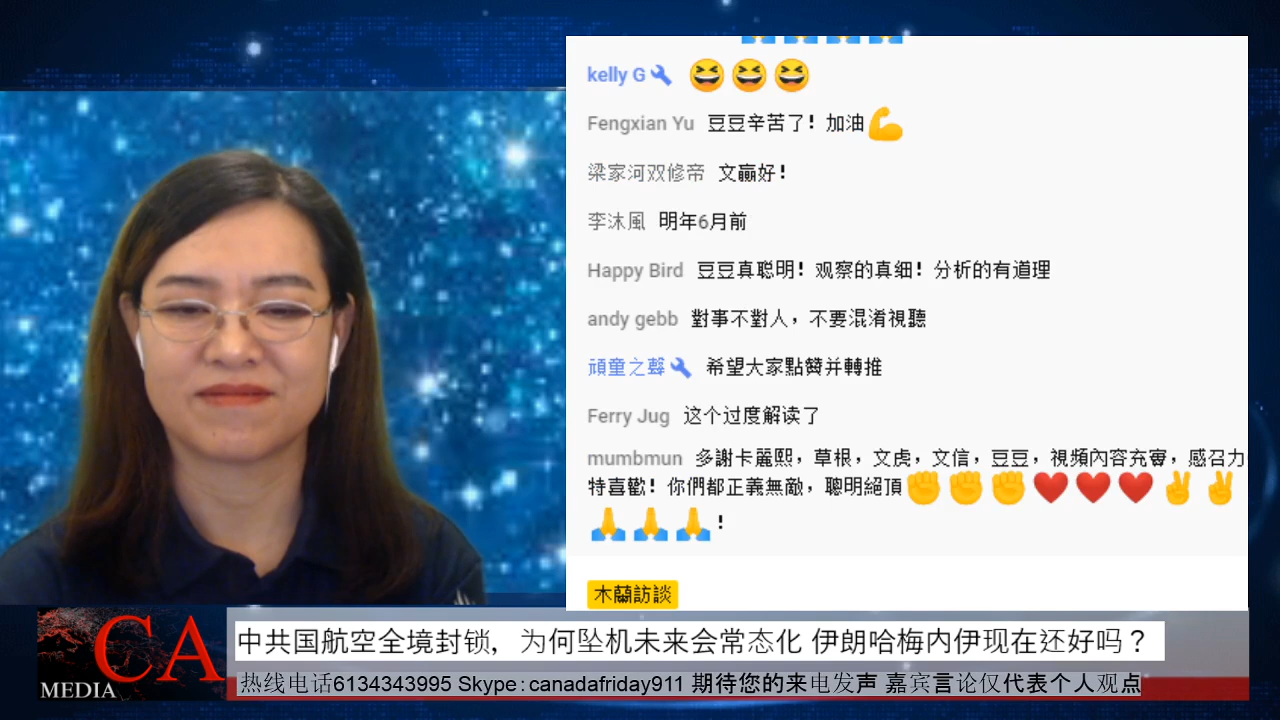 kelly G
Fengxian Yu 豆豆辛苦了！加油
梁家河双修帝 文赢好！
李沐風 明年6月前
Happy Bird 豆豆真聪明！观察的真细！分析的有道理
andy gebb 對事不對人，不要混淆視聽
頑童之聲 希望大家點赞并轉推
Ferry Jug 这个过度解读了
mumbmun 多謝卡麗熙，草根，文虎，文信，豆豆，視頻內容充實，感召力
特喜歡！你們都正義無敵，聰明絕頂
！
木蘭訪談
CA
MEDIA
中共国航空全境封锁，为何坠机未来会常态化 伊朗哈梅内伊现在还好吗？
热线电话6134343995 Skype:canadafriday911 期待您的来电发声 嘉宾言论仅代表个人观点